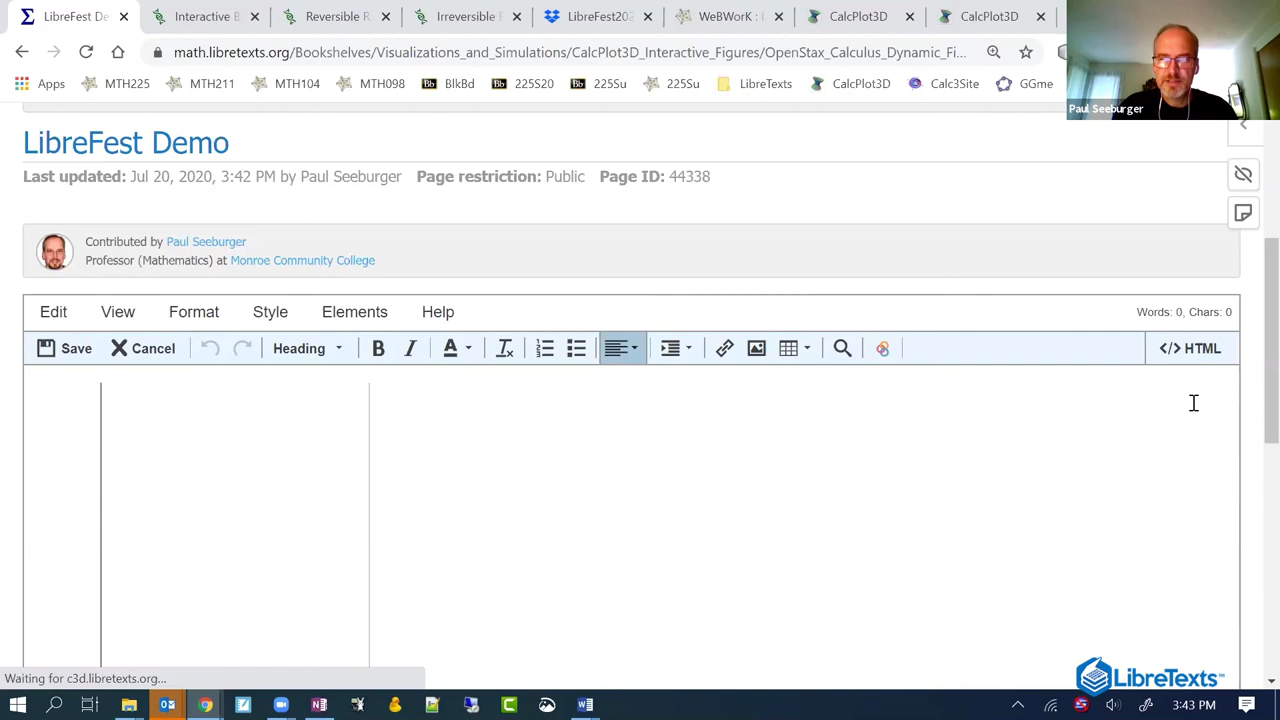 LibreFest De
Interactive B
Reversible R
Irreversible F
LibreFest202
WeBWorK : 
CalcPlot3D
CalcPlot3D
math.libretexts.org/Bookshelves/Visualizations_and_Simulations/CalcPlot3D_Interactive_Figures/OpenStax_Calculus_Dynamic_Fi...
Apps MTH225 MTH211 MTH104 MTH098 Blk8d 225S20 225Su 225Su LibreTexts CalcPlot3D Calc3Site GGme
Paul Seeburger
LibreFest Demo
Last updated: Jul 20, 2020, 3:42 PM by Paul Seeburger Page restriction: Public Page ID: 44338
Contributed by Paul Seeburger
Professor (Mathematics) at Monroe Community College
Edit View Format Style Elements Help Words: 0, Chars: 0
Save Cancel Heading B I A </> HTML
Waiting for c3d.libretexts.org...
LibreTexts™
3:43 PM